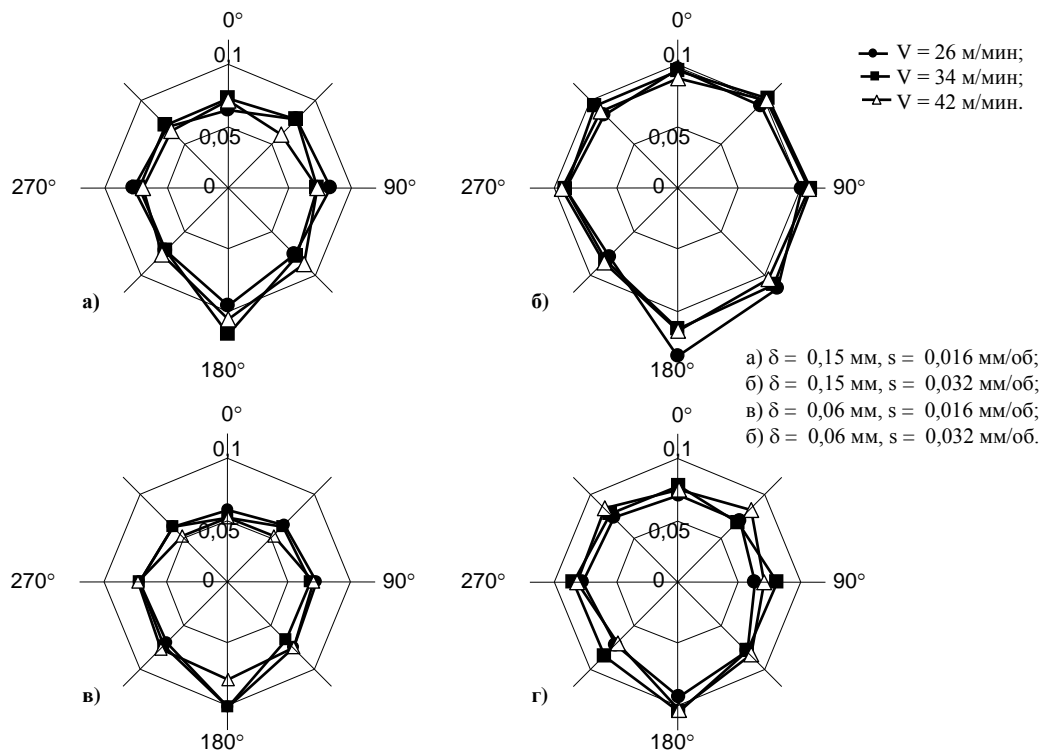 0°
0,1
0,05
0
270°
90°
180°
а)
0°
0,1
0,05
0
270°
90°
180°
б)
V = 26 м/мин;
V = 34 м/мин;
V = 42 м/мин.
а) δ = 0,15 мм, s = 0,016 мм/об;
б) δ = 0,15 мм, s = 0,032 мм/об;
в) δ = 0,06 мм, s = 0,016 мм/об;
б) δ = 0,06 мм, s = 0,032 мм/об.
0°
0,1
0,05
0
270°
90°
180°
в)
0°
0,1
0,05
0
270°
90°
180°
г)